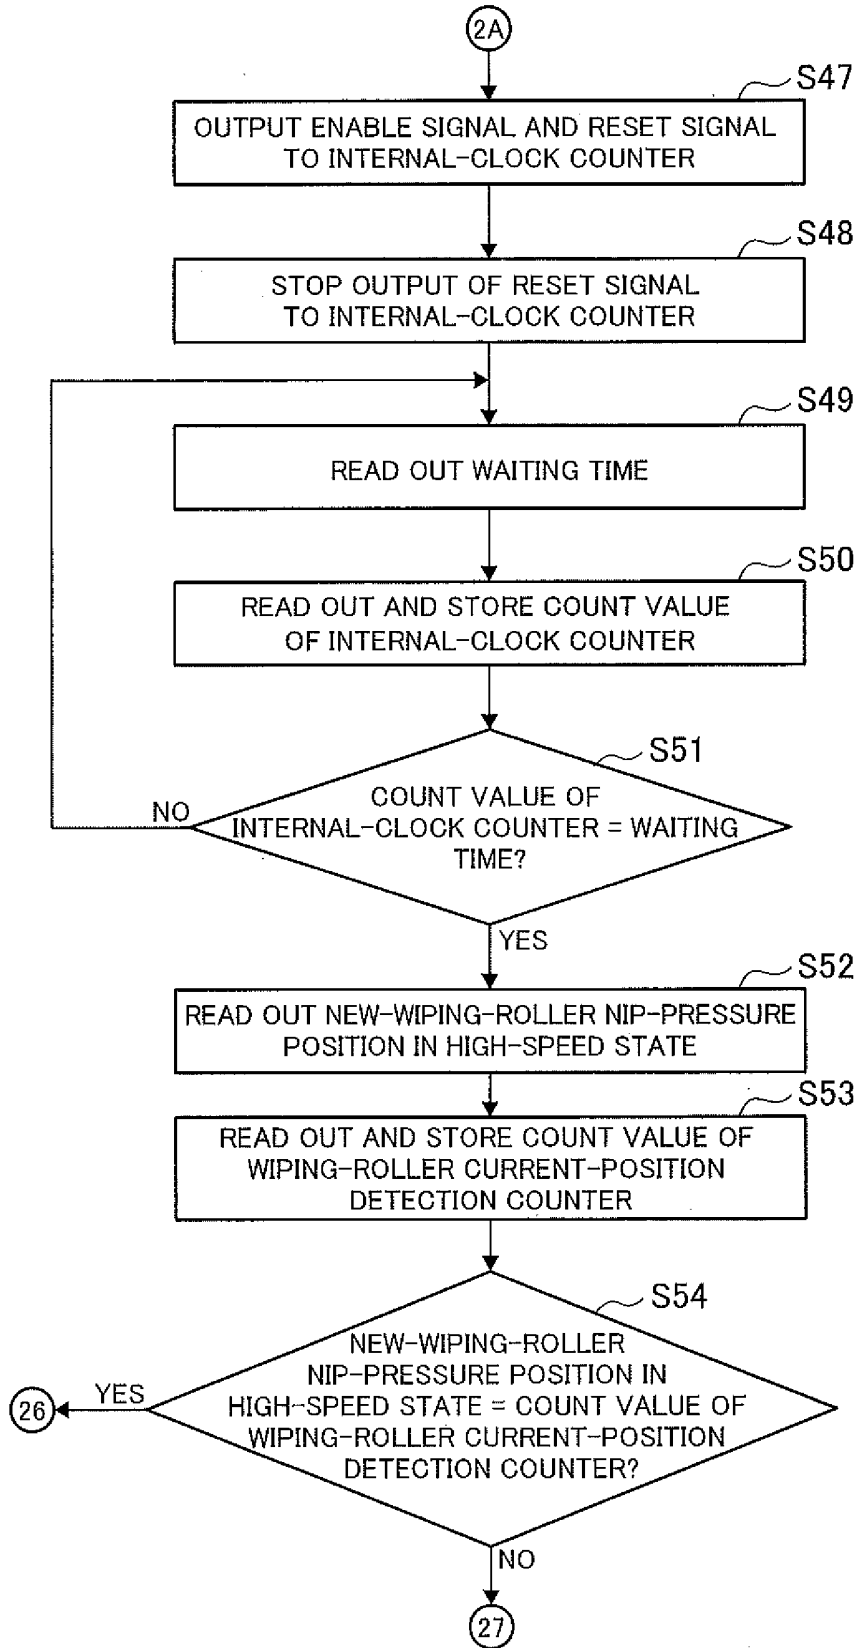 2A
S47
OUTPUT ENABLE SIGNAL AND RESET SIGNAL
TO INTERNAL-CLOCK COUNTER
S48
STOP OUTPUT OF RESET SIGNAL
TO INTERNAL-CLOCK COUNTER
S49
READ OUT WAITING TIME
S50
READ OUT AND STORE COUNT VALUE
OF INTERNAL-CLOCK COUNTER
S51
COUNT VALUE OF
INTERNAL-CLOCK COUNTER = WAITING
TIME?
NO
YES
S52
READ OUT NEW-WIPING-ROLLER NIP-PRESSURE
POSITION IN HIGH-SPEED STATE
S53
READ OUT AND STORE COUNT VALUE OF
WIPING-ROLLER CURRENT-POSITION
DETECTION COUNTER
S54
NEW-WIPING-ROLLER
NIP-PRESSURE POSITION IN
HIGH-SPEED STATE = COUNT VALUE OF
WIPING-ROLLER CURRENT-POSITION
DETECTION COUNTER?
YES
26
NO
27